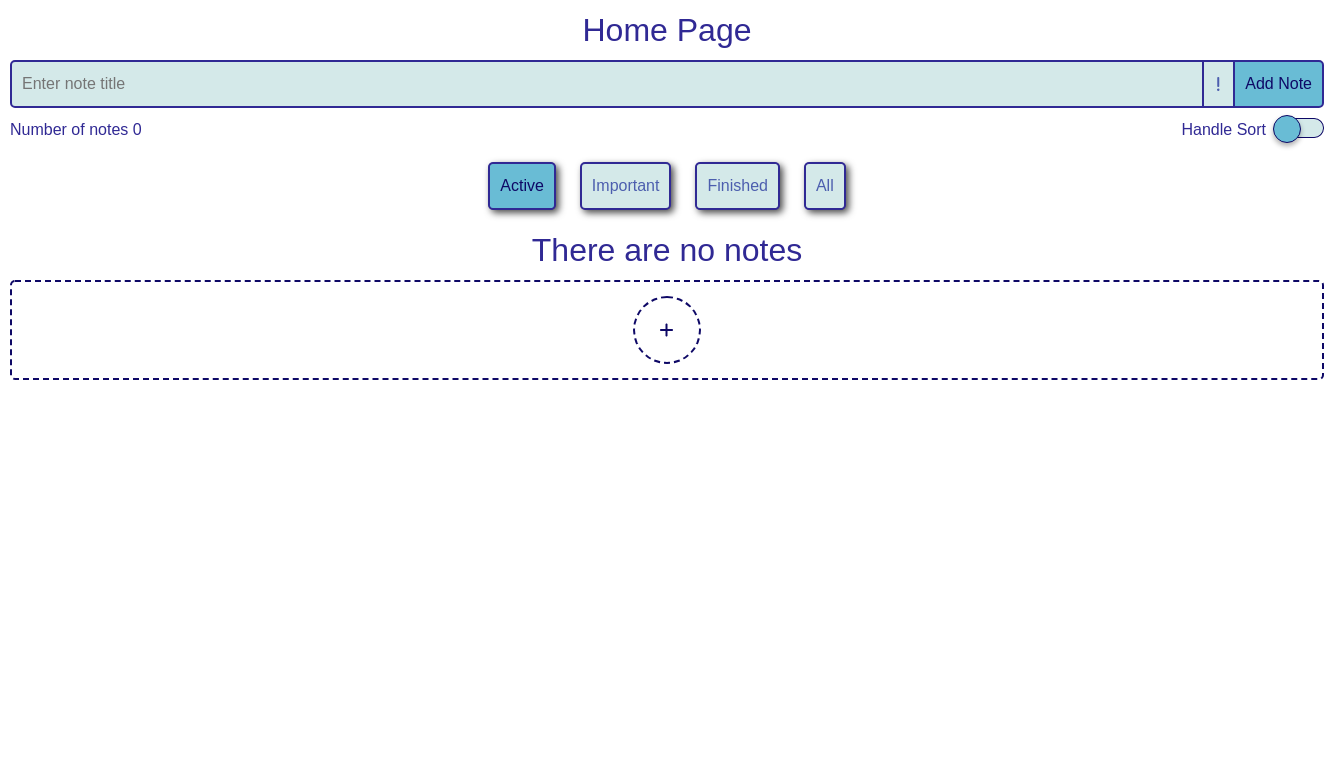 Home Page
Enter note title ! Add Note
Number of notes 0 Handle Sort
Active Important Finished All
There are no notes
+